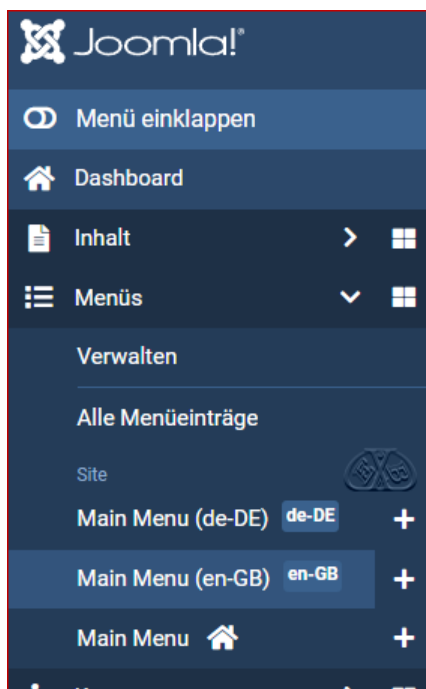 Joomla!®
Menü einklappen
Dashboard
Inhalt
Menüs
Verwalten
Alle Menüeinträge
Site
Main Menu (de-DE) de-DE
Main Menu (en-GB) en-GB
Main Menu